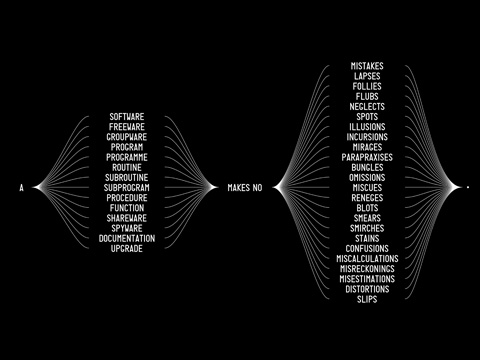 A
SOFTWARE
FREEWARE
GROUPWARE
PROGRAM
PROGRAMME
ROUTINE
SUBROUTINE
SUBPROGRAM
PROCEDURE
FUNCTION
SHAREWARE
SPYWARE
DOCUMENTATION
UPGRADE
MAKES NO
MISTAKES
LAPSES
FOLLIES
FLUBS
NEGLECTS
SPOTS
ILLUSIONS
INCURSIONS
MIRAGES
PARAPRAXISES
BUNGLES
OMISSIONS
MISCUES
RENEGES
BLOTS
SMEARS
SMIRCHES
STAINS
CONFUSIONS
MISCALCULATIONS
MISRECKONINGS
MISESTIMATIONS
DISTORTIONS
SLIPS
.